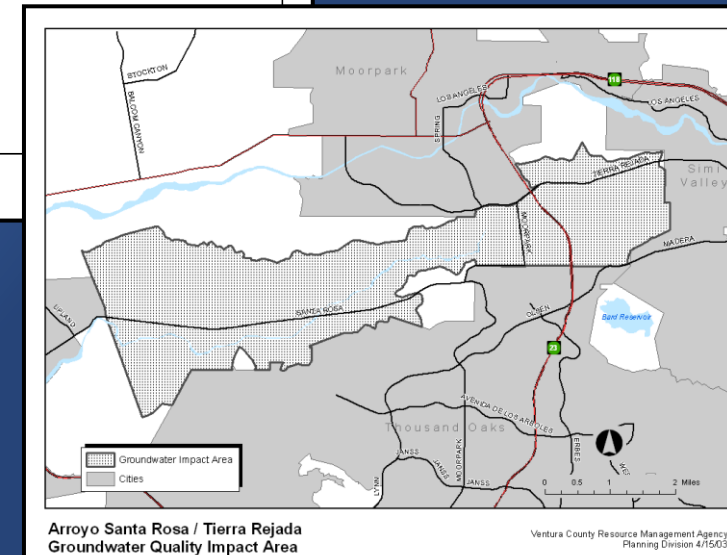 STOCKTON
BALCOM CANYON
Moorpark
LOS ANGELES
SPRING
118
LOS ANGELES
TIERRA REJADA
Simi
Valley
MOORPARK
MADERA
UPLAND
SANTA ROSA
OLSEN
Bard Reservoir
23
AVENIDA DE LOS ARBOLES
Thousand Oaks
ERBES
JANSS
JANSS
MOORPARK
LYNN
JANSS
WES
Groundwater Impact Area
Cities
0 0.5 1 2 Miles
Arroyo Santa Rosa / Tierra Rejada
Groundwater Quality Impact Area
Ventura County Resource Management Agency
Planning Division 4/15/03